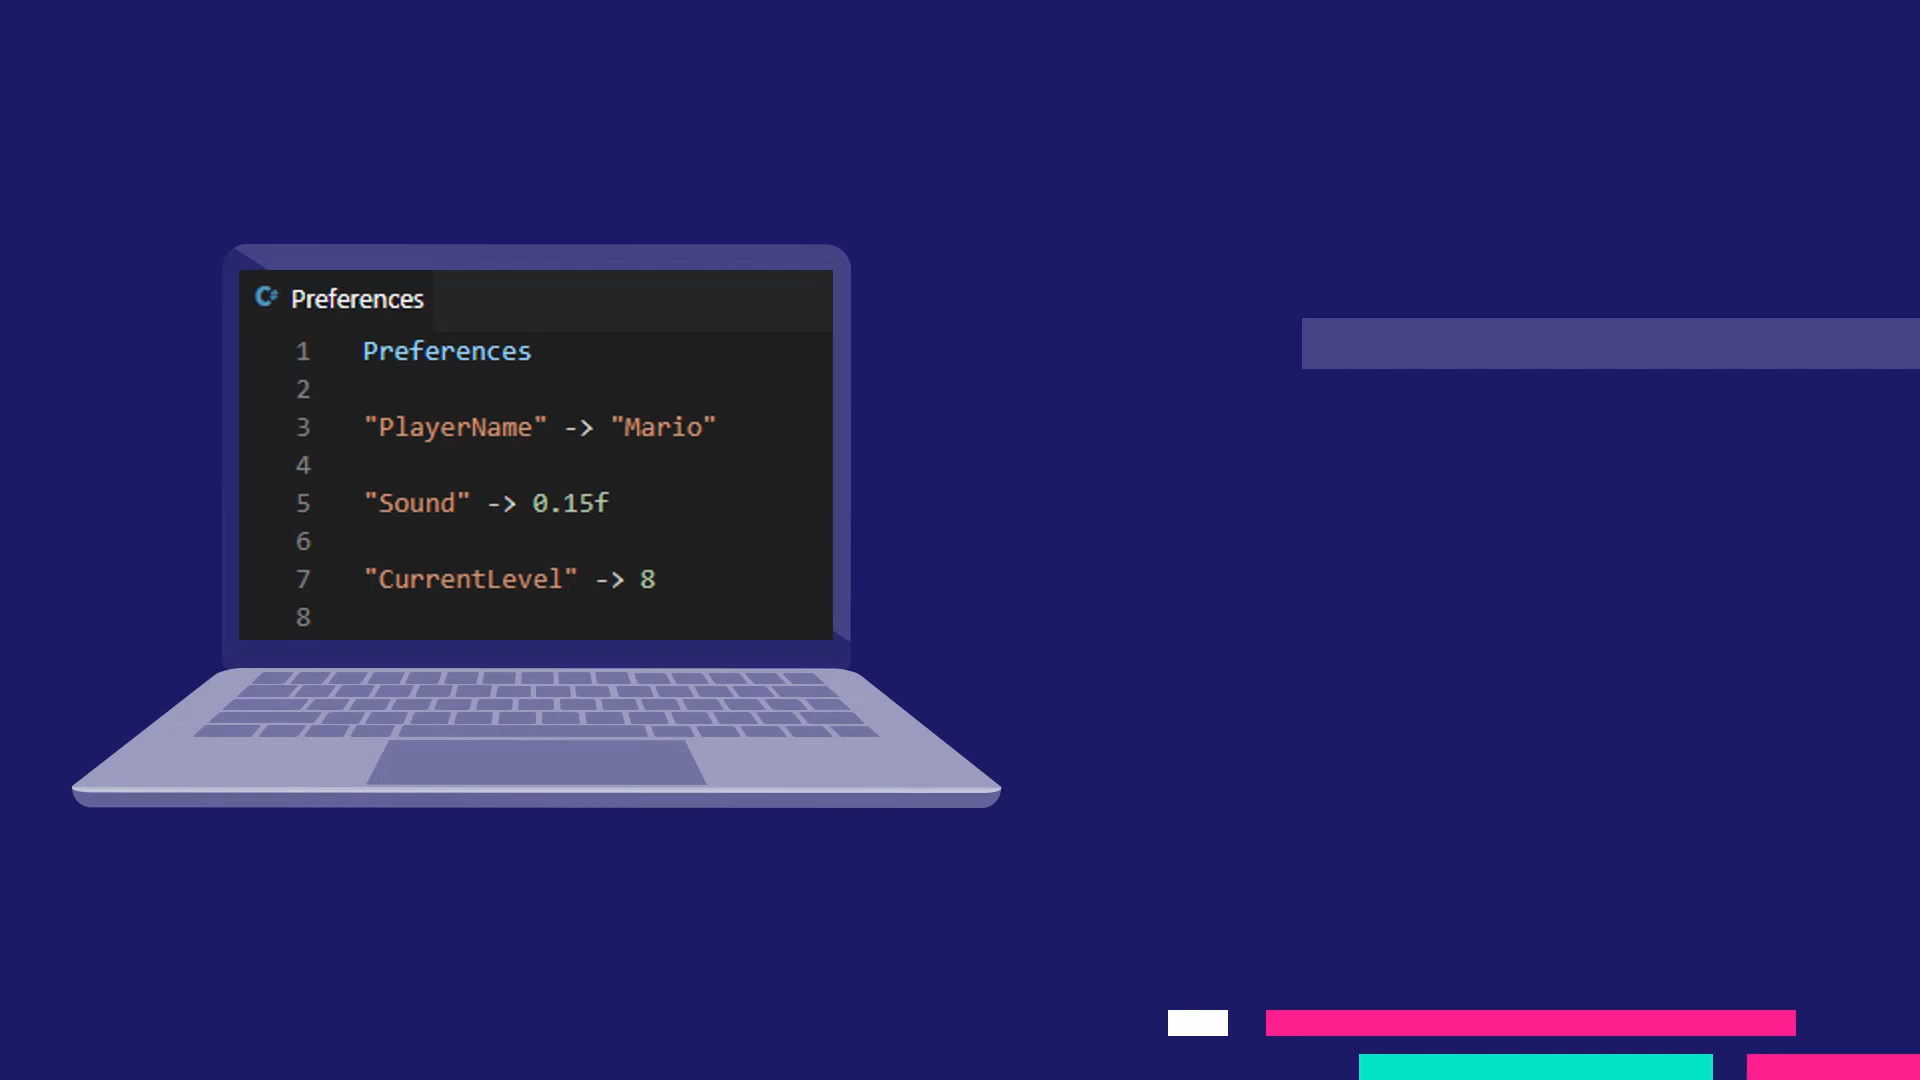 C# Preferences
1 Preferences
2
3 "PlayerName" -> "Mario"
4
5 "Sound" -> 0.15f
6
7 "CurrentLevel" -> 8
8